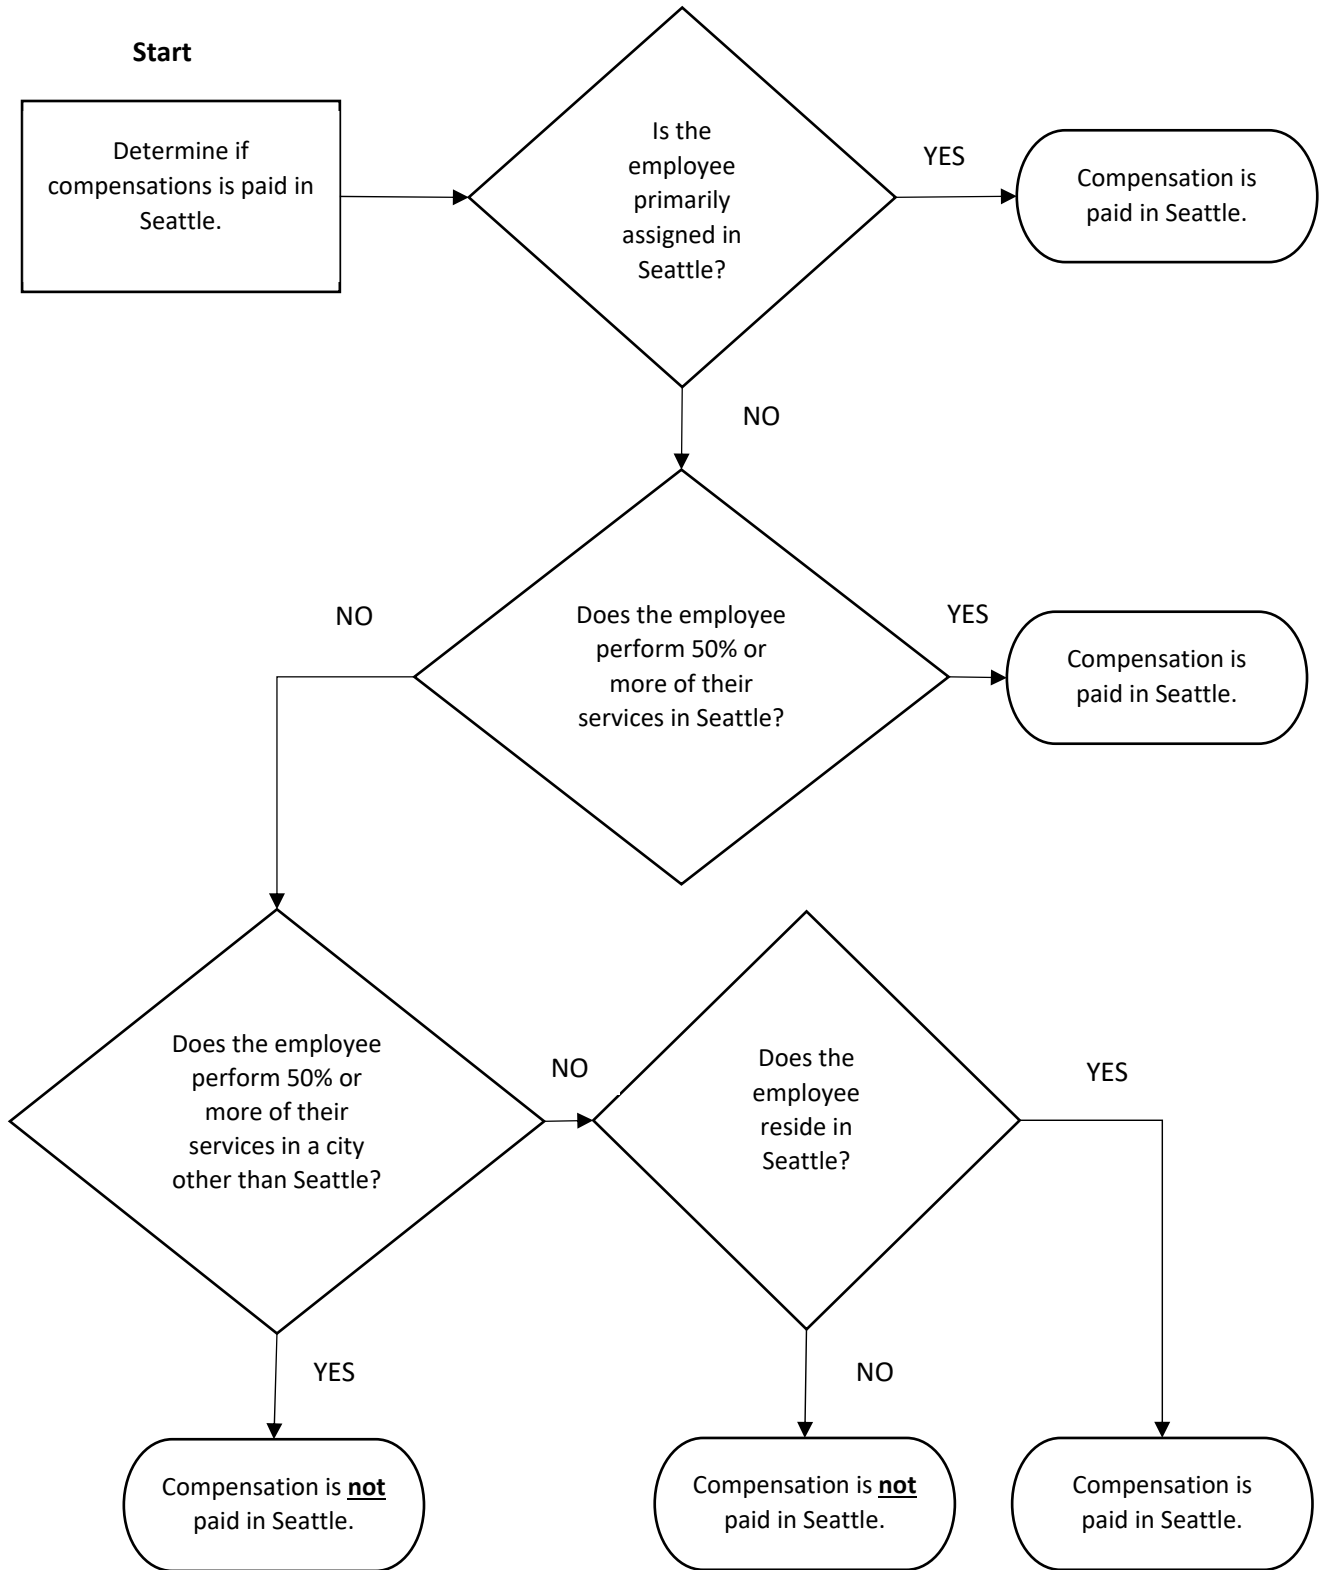 Start
Determine if
compensations is paid in
Seattle.
Is the
employee
primarily
assigned in
Seattle?
YES
Compensation is
paid in Seattle.
NO
Does the employee
perform 50% or
more of their
services in Seattle?
YES
Compensation is
paid in Seattle.
NO
Does the employee
perform 50% or
more of their
services in a city
other than Seattle?
NO
Does the
employee
reside in
Seattle?
YES
YES
NO
Compensation is not
paid in Seattle.
Compensation is not
paid in Seattle.
Compensation is
paid in Seattle.